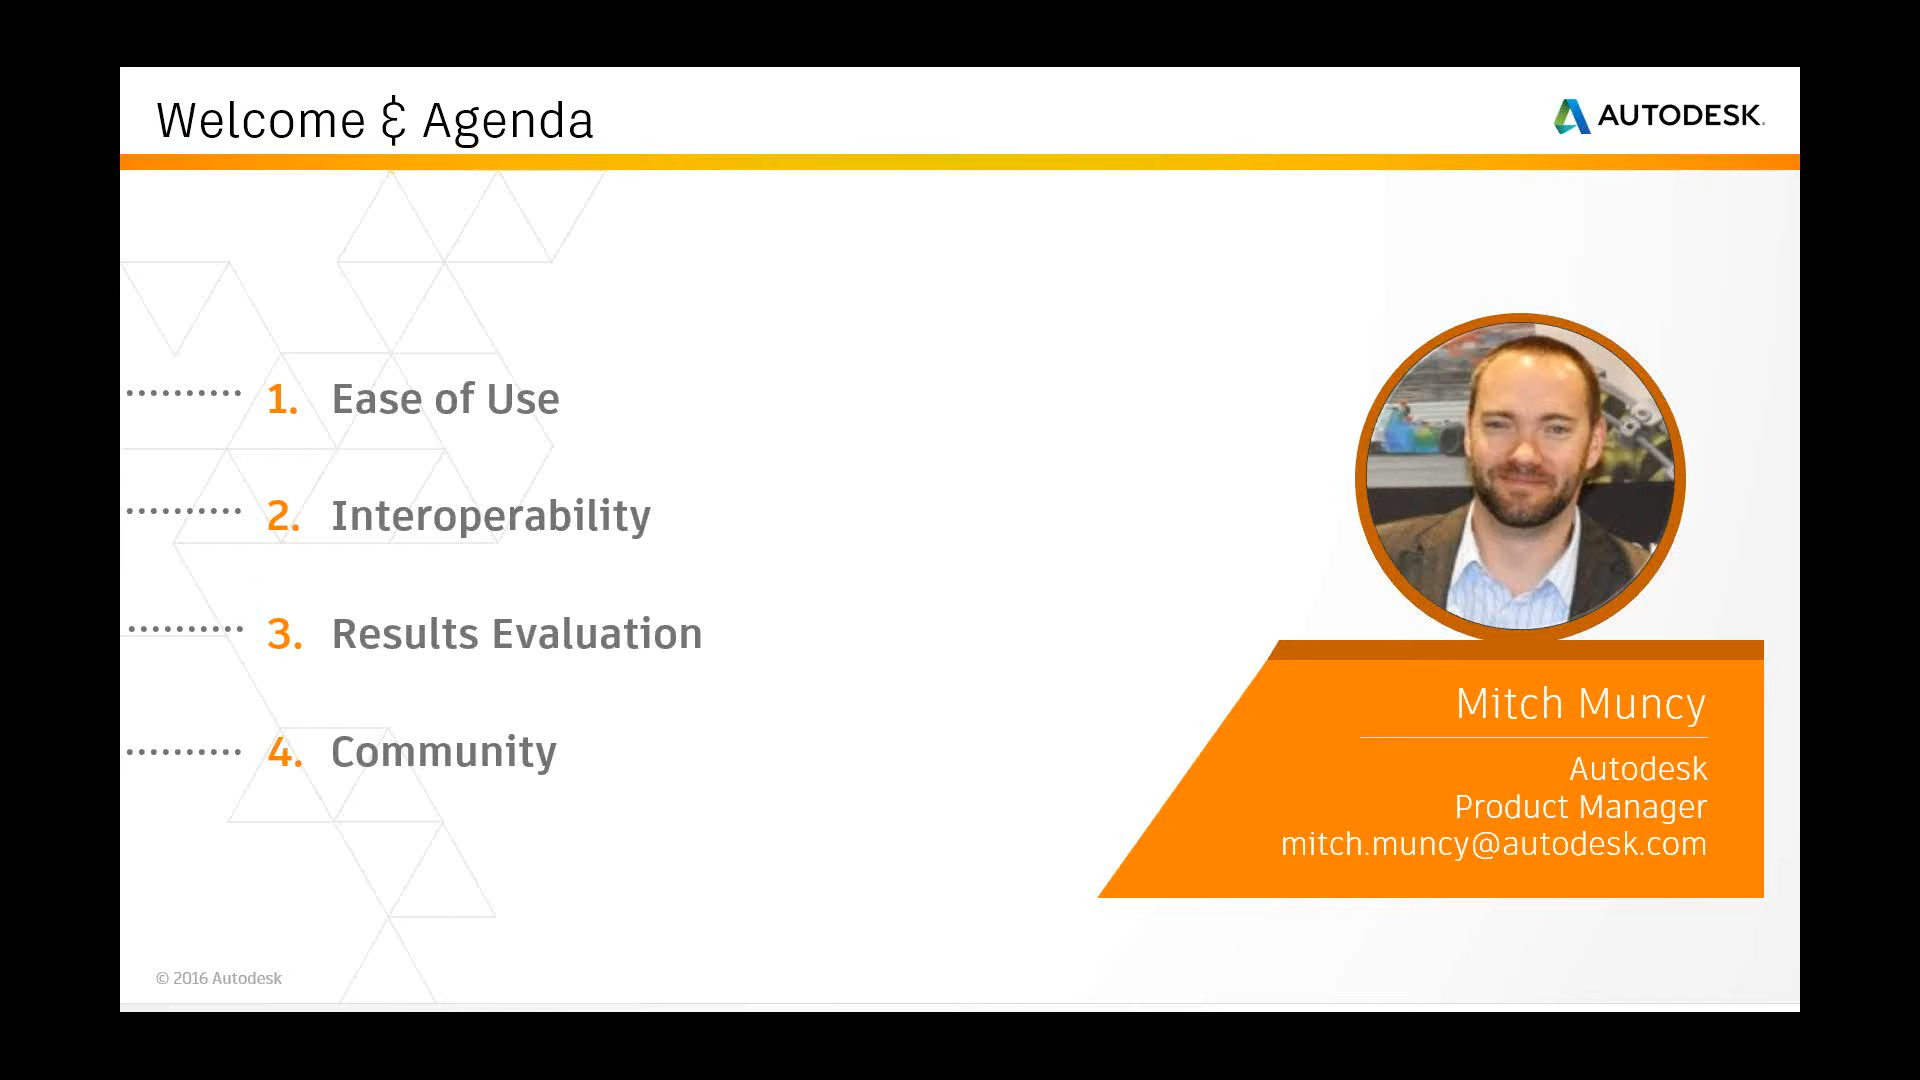 Welcome & Agenda
AUTODESK.
1. Ease of Use
2. Interoperability
3. Results Evaluation
4. Community
Mitch Muncy
Autodesk
Product Manager
mitch.muncy@autodesk.com
© 2016 Autodesk